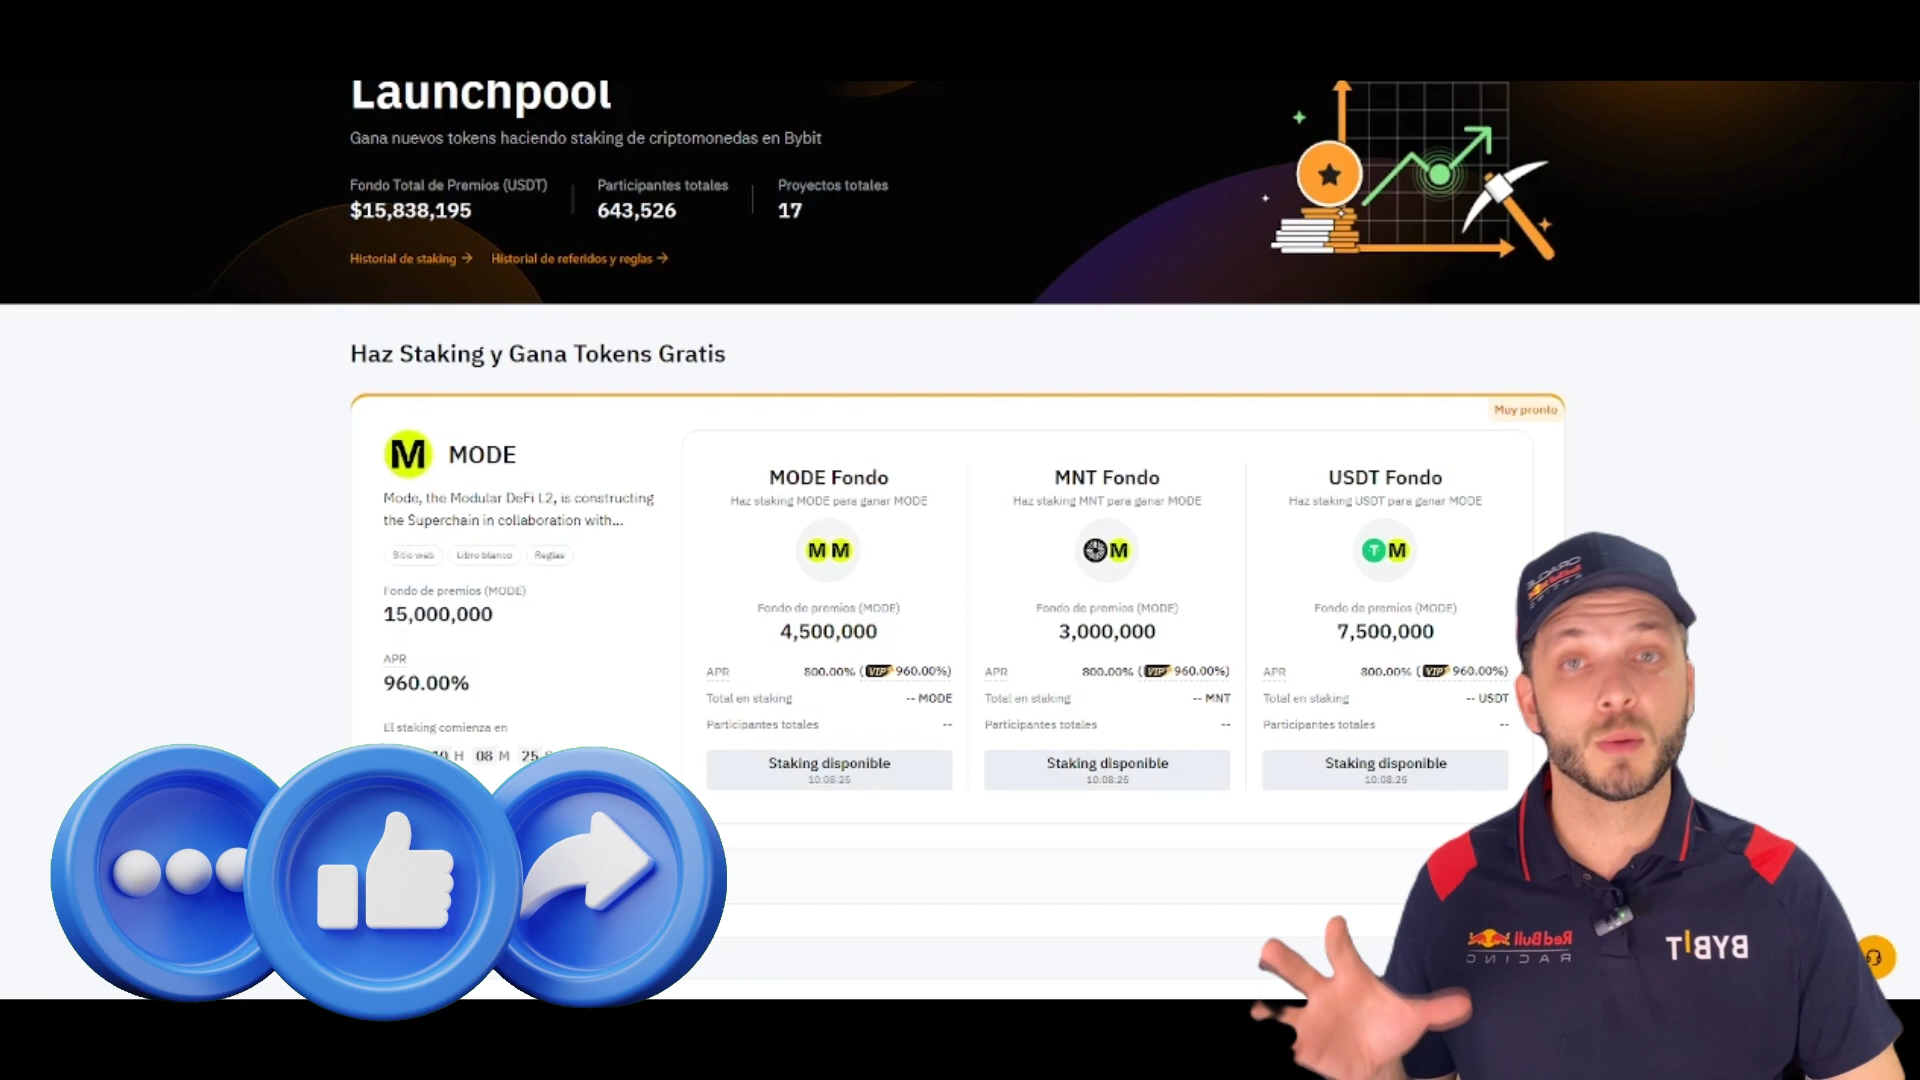 Launchpool
Gana nuevos tokens haciendo staking de criptomonedas en Bybit
Fondo Total de Premios (USDT)
$15,838,195
Participantes totales
643,526
Proyectos totales
17
Historial de staking →
Historial de referidos y reglas →
Haz Staking y Gana Tokens Gratis
Muy pronto
MODE
Mode, the Modular DeFi L2, is constructing
the Superchain in collaboration with...
Sitio web
Libro blanco
Reglas
Fondo de premios (MODE)
15,000,000
APR
960.00%
El staking comienza en
H 08 M 25
MODE Fondo
Haz staking MODE para ganar MODE
Fondo de premios (MODE)
4,500,000
APR 800.00% (VIP 960.00%)
Total en staking -- MODE
Participantes totales --
Staking disponible
10:08:25
MNT Fondo
Haz staking MNT para ganar MODE
Fondo de premios (MODE)
3,000,000
APR 800.00% (VIP 960.00%)
Total en staking -- MNT
Participantes totales --
Staking disponible
10:08:25
USDT Fondo
Haz staking USDT para ganar MODE
Fondo de premios (MODE)
7,500,000
APR 800.00% (VIP 960.00%)
Total en staking -- USDT
Participantes totales --
Staking disponible
10:08:25
Red Bull
RACING
BYBIT